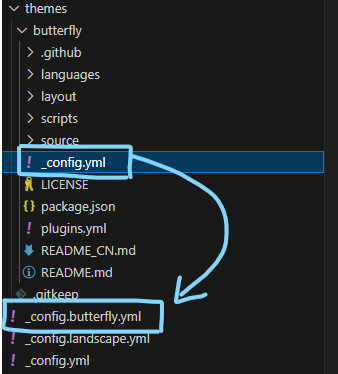 themes
butterfly
.github
languages
layout
scripts
source
_config.yml
LICENSE
package.json
plugins.yml
README_CN.md
README.md
.gitkeep
_config.butterfly.yml
_config.landscape.yml
_config.yml